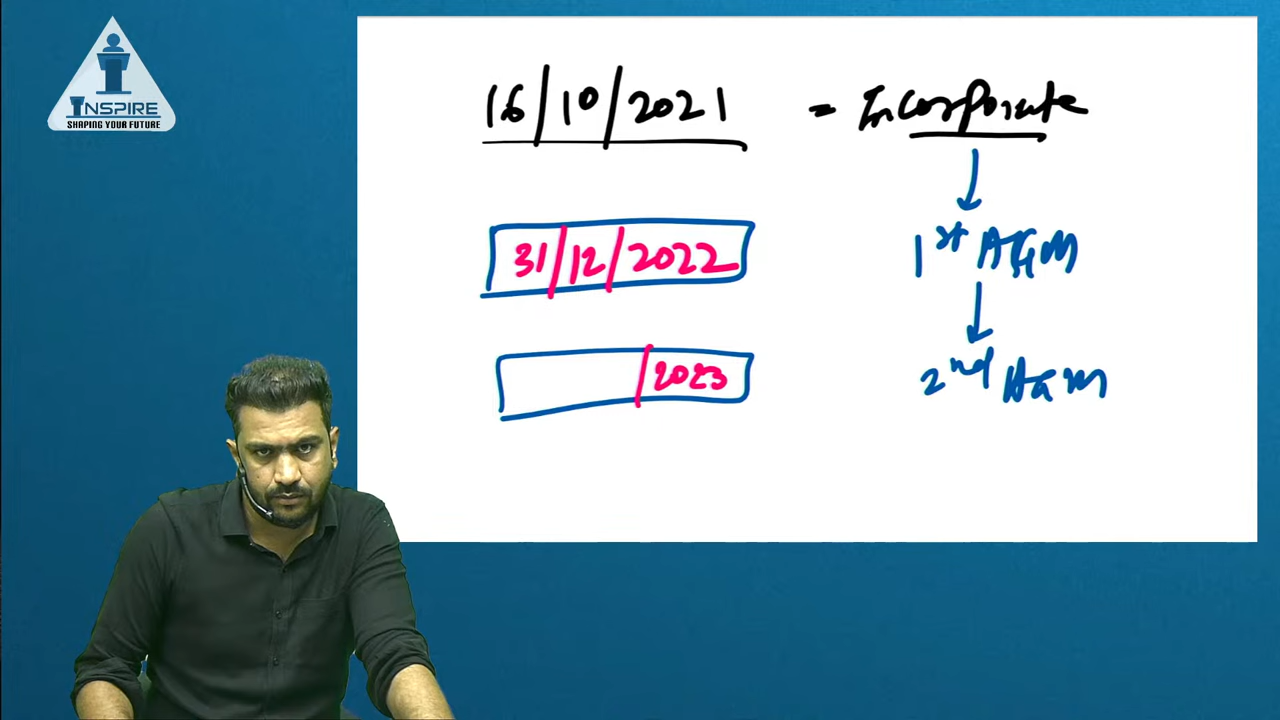 INSPIRE
SHAPING YOUR FUTURE
16/10/2021 = Incorporate
31/12/2022 1st AGM
/2023 2nd AGM